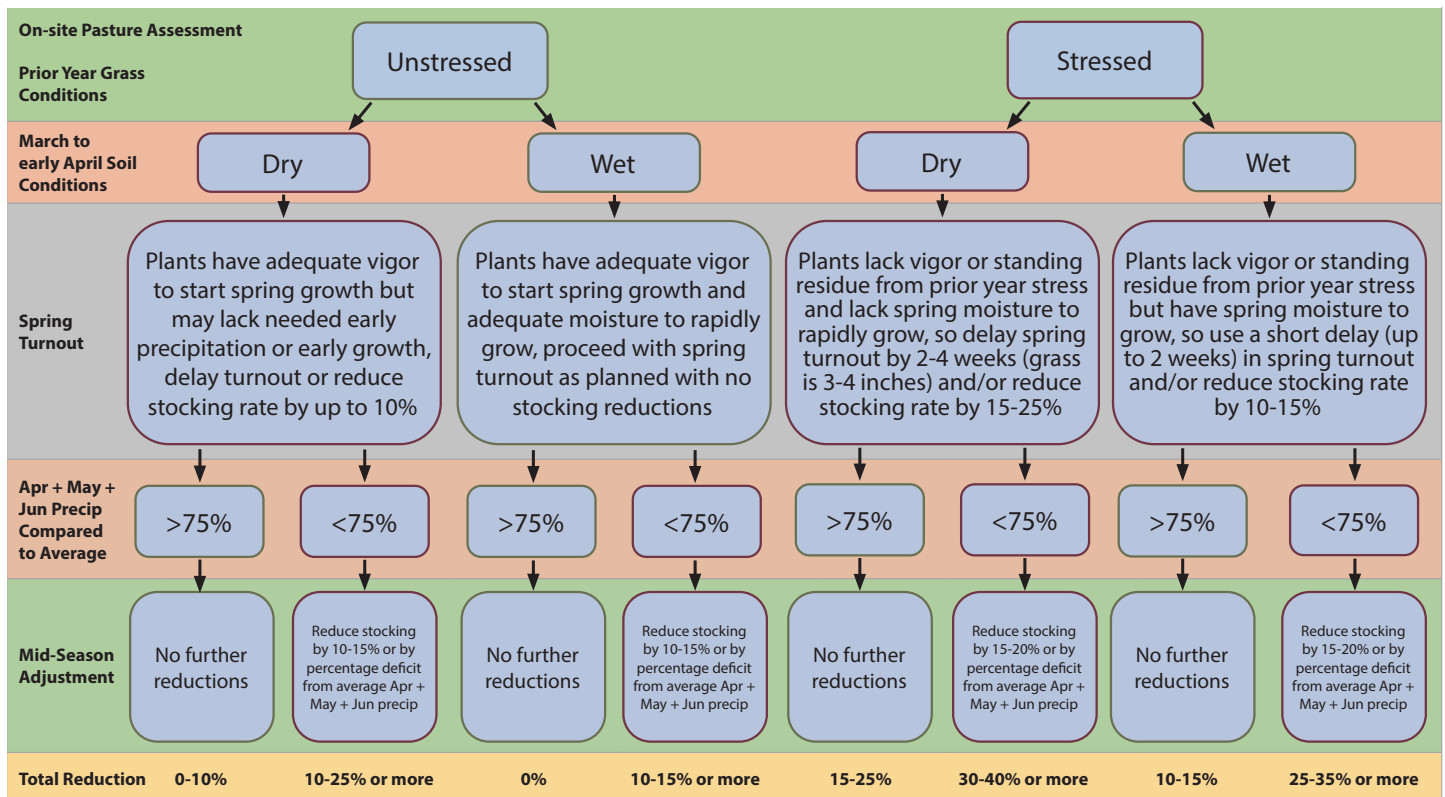 On-site Pasture Assessment
Prior Year Grass
Conditions
Unstressed
Stressed
March to
early April Soil
Conditions
Dry
Wet
Dry
Wet
Spring
Turnout
Plants have adequate vigor
to start spring growth but
may lack needed early
precipitation or early growth,
delay turnout or reduce
stocking rate by up to 10%
Plants have adequate vigor
to start spring growth and
adequate moisture to rapidly
grow, proceed with spring
turnout as planned with no
stocking reductions
Plants lack vigor or standing
residue from prior year stress
and lack spring moisture to
rapidly grow, so delay spring
turnout by 2-4 weeks (grass
is 3-4 inches) and/or reduce
stocking rate by 15-25%
Plants lack vigor or standing
residue from prior year stress
but have spring moisture to
grow, so use a short delay (up
to 2 weeks) in spring turnout
and/or reduce stocking rate
by 10-15%
Apr + May +
Jun Precip
Compared
to Average
>75%
<75%
>75%
<75%
>75%
<75%
>75%
<75%
Mid-Season
Adjustment
No further
reductions
Reduce stocking
by 10-15% or by
percentage deficit
from average Apr +
May + Jun precip
No further
reductions
Reduce stocking
by 10-15% or by
percentage deficit
from average Apr +
May + Jun precip
No further
reductions
Reduce stocking
by 15-20% or by
percentage deficit
from average Apr +
May + Jun precip
No further
reductions
Reduce stocking
by 15-20% or by
percentage deficit
from average Apr +
May + Jun precip
Total Reduction 0-10% 10-25% or more 0% 10-15% or more 15-25% 30-40% or more 10-15% 25-35% or more